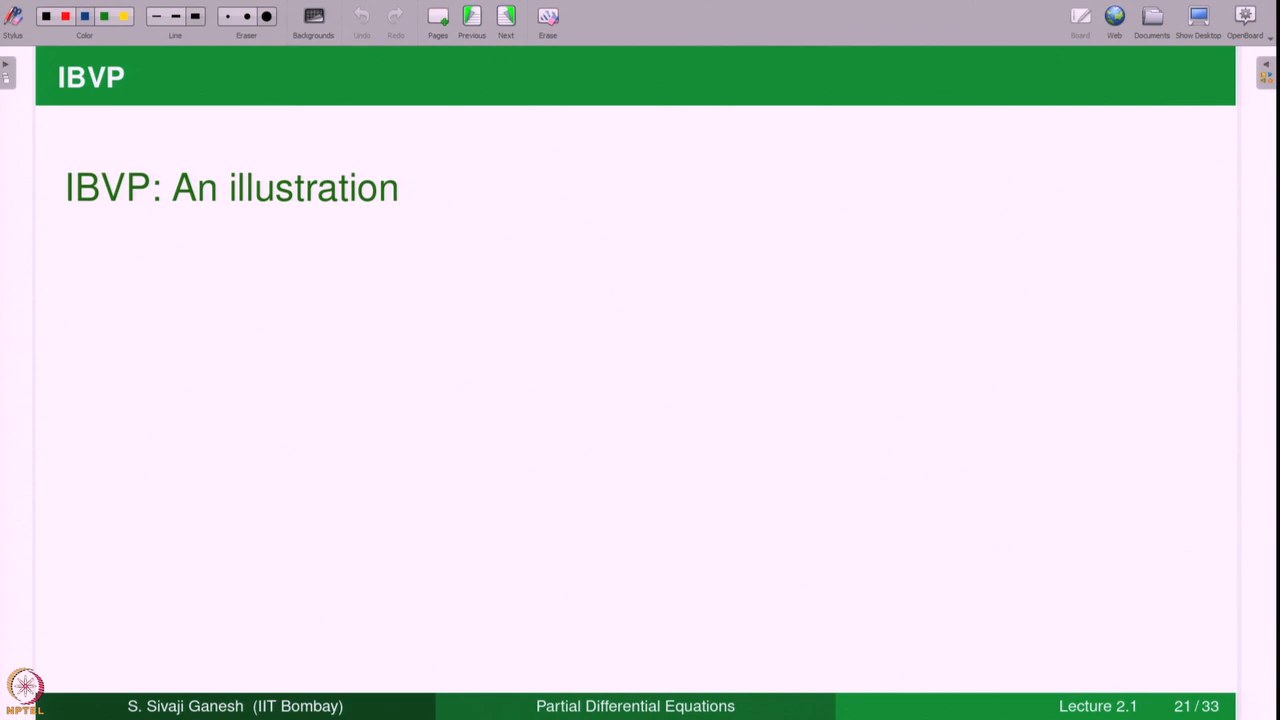 Stylus
Color
Line
Eraser
Backgrounds
Undo
Redo
Pages
Previous
Next
Erase
Board
Web
Documents
Show Desktop
OpenBoard
IBVP
IBVP: An illustration
NPTEL
S. Sivaji Ganesh (IIT Bombay)
Partial Differential Equations
Lecture 2.1
21 / 33